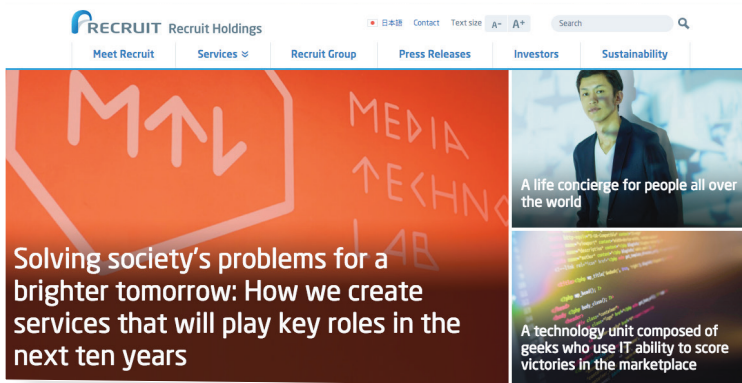 RECRUIT Recruit Holdings
日本語 Contact Text size A- A+ Search
Meet Recruit Services Recruit Group Press Releases Investors Sustainability
MEDIA
TECHNO
LAB
Solving society's problems for a
brighter tomorrow: How we create
services that will play key roles in the
next ten years
A life concierge for people all over
the world
A technology unit composed of
geeks who use IT ability to score
victories in the marketplace